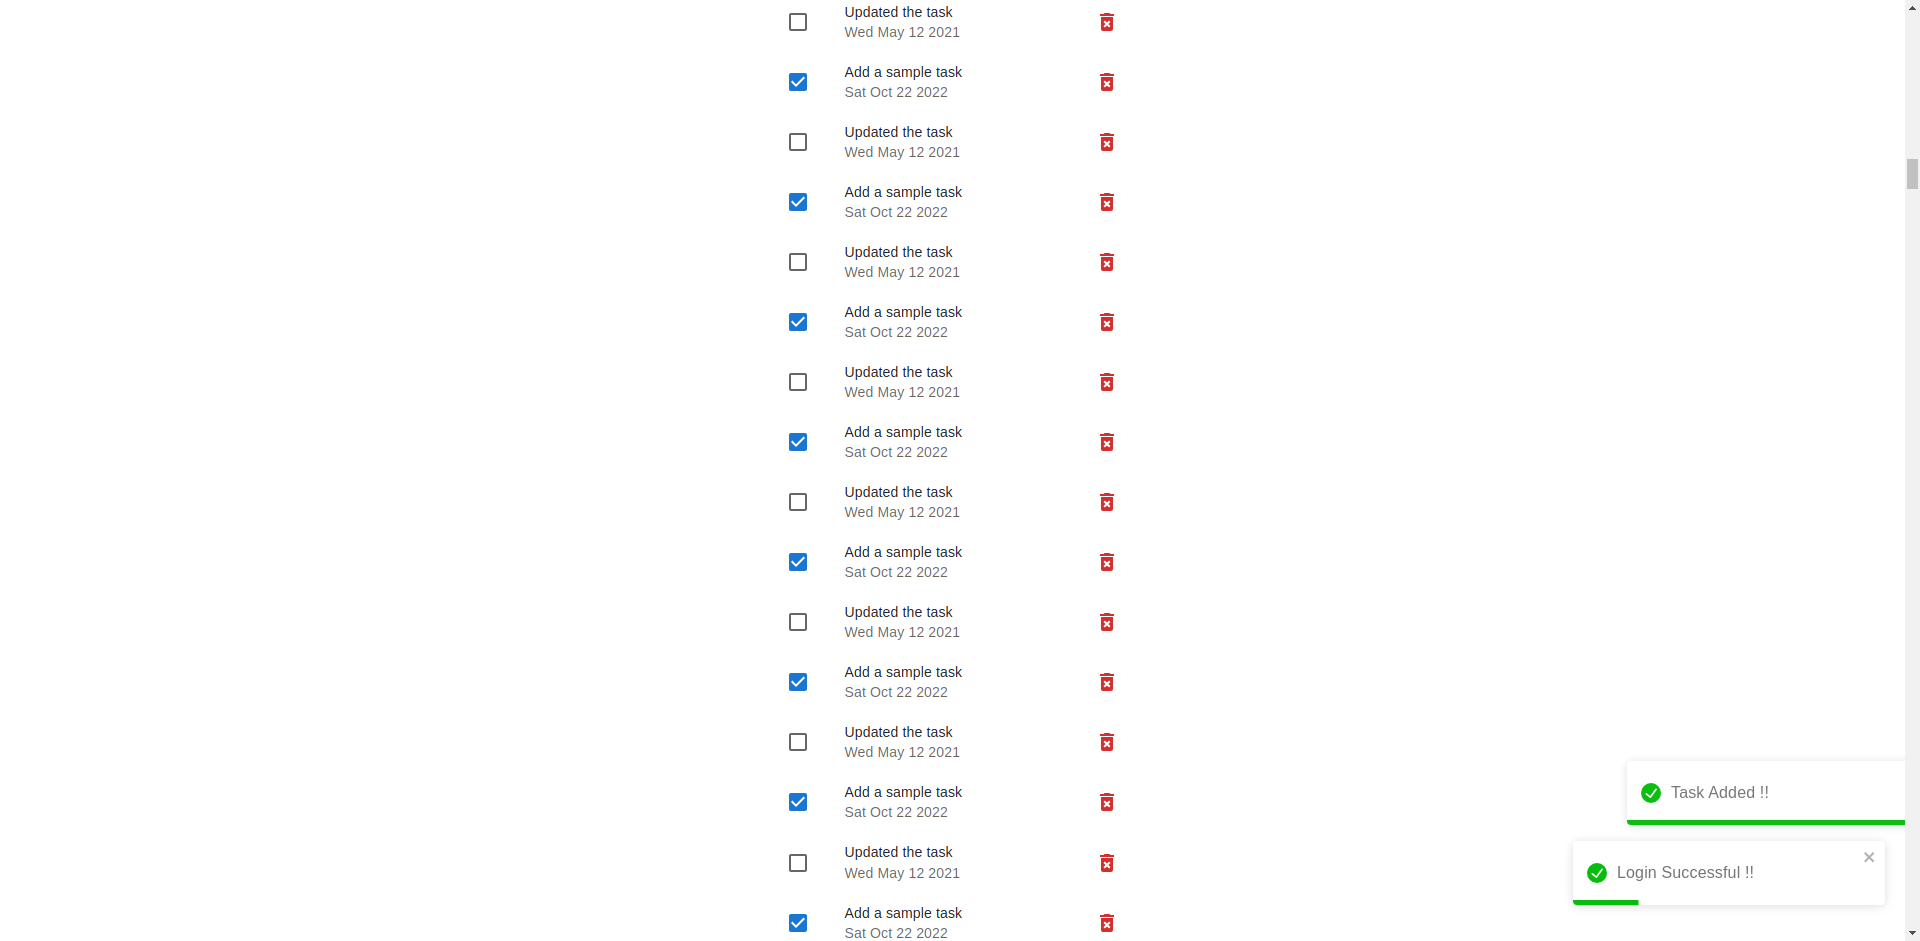 Updated the task
Wed May 12 2021
Add a sample task
Sat Oct 22 2022
Updated the task
Wed May 12 2021
Add a sample task
Sat Oct 22 2022
Updated the task
Wed May 12 2021
Add a sample task
Sat Oct 22 2022
Updated the task
Wed May 12 2021
Add a sample task
Sat Oct 22 2022
Updated the task
Wed May 12 2021
Add a sample task
Sat Oct 22 2022
Updated the task
Wed May 12 2021
Add a sample task
Sat Oct 22 2022
Updated the task
Wed May 12 2021
Add a sample task
Sat Oct 22 2022
Updated the task
Wed May 12 2021
Add a sample task
Sat Oct 22 2022
Task Added !!
Login Successful !!